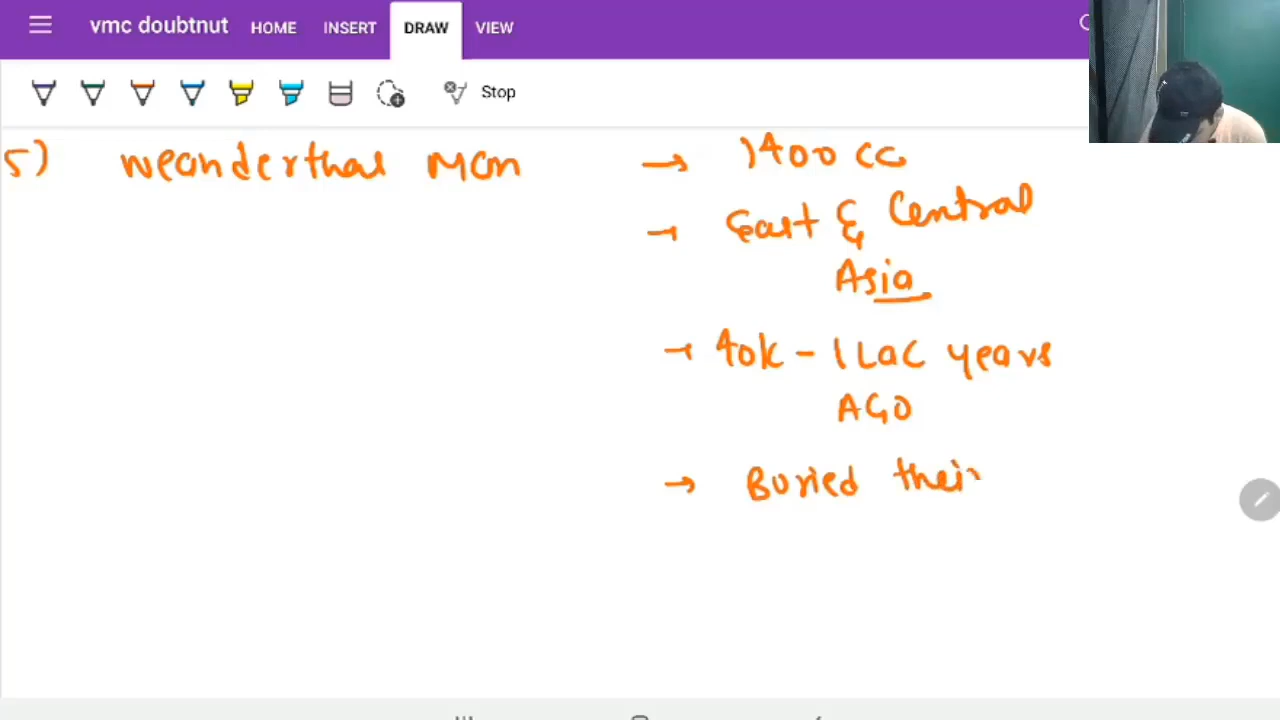 vmc doubtnut HOME INSERT DRAW VIEW
Stop
5) Neanderthal Man → 1400 CC
→ East & Central
Asia
→ 40k - 1 Lac years
AGO
→ Buried their